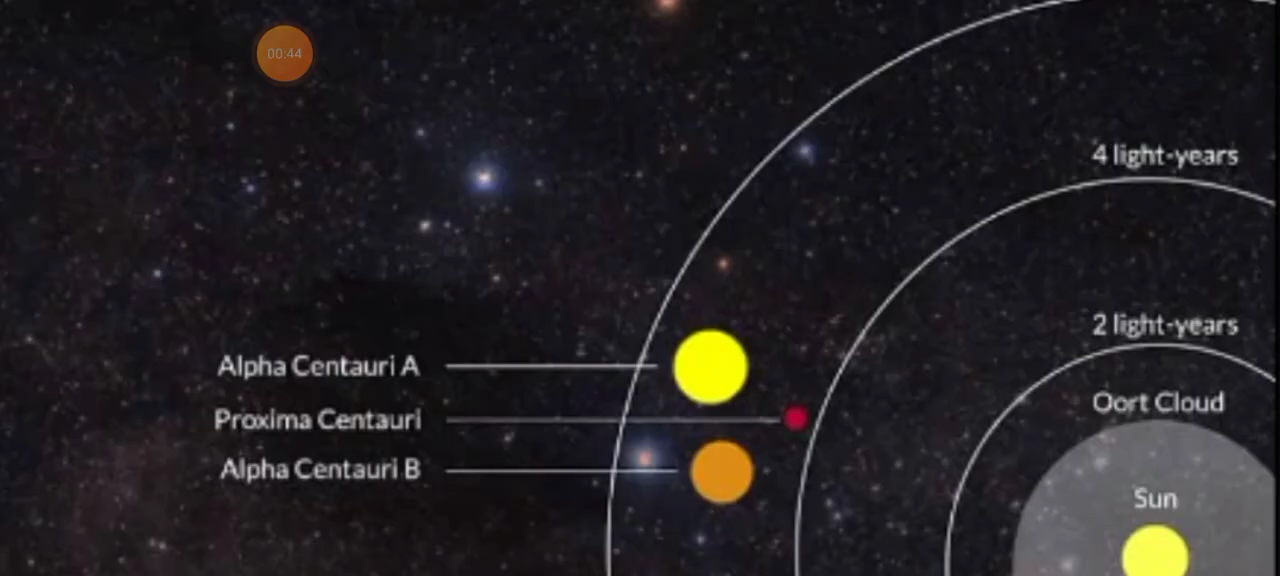 00:44
4 light-years
2 light-years
Alpha Centauri A
Oort Cloud
Proxima Centauri
Alpha Centauri B
Sun